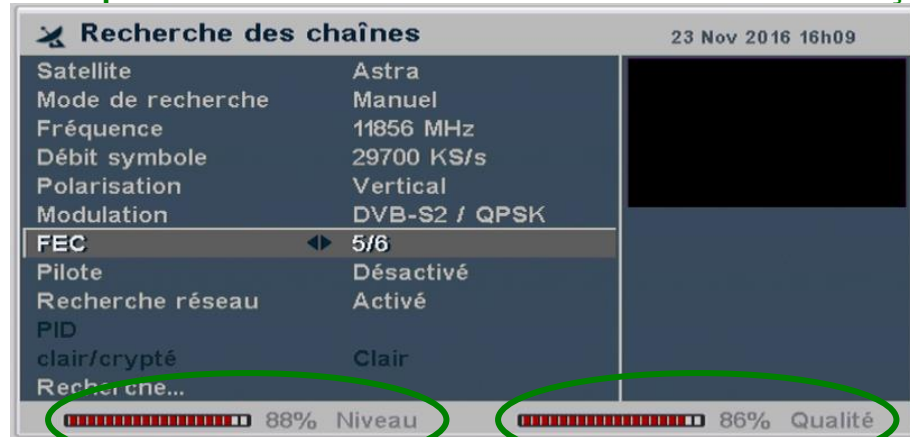 Recherche des chaînes 23 Nov 2016 16h09
Satellite Astra
Mode de recherche Manuel
Fréquence 11856 MHz
Débit symbole 29700 KS/s
Polarisation Vertical
Modulation DVB-S2 / QPSK
FEC 5/6
Pilote Désactivé
Recherche réseau Activé
PID
clair/crypté Clair
Recherche...
88% Niveau 86% Qualité